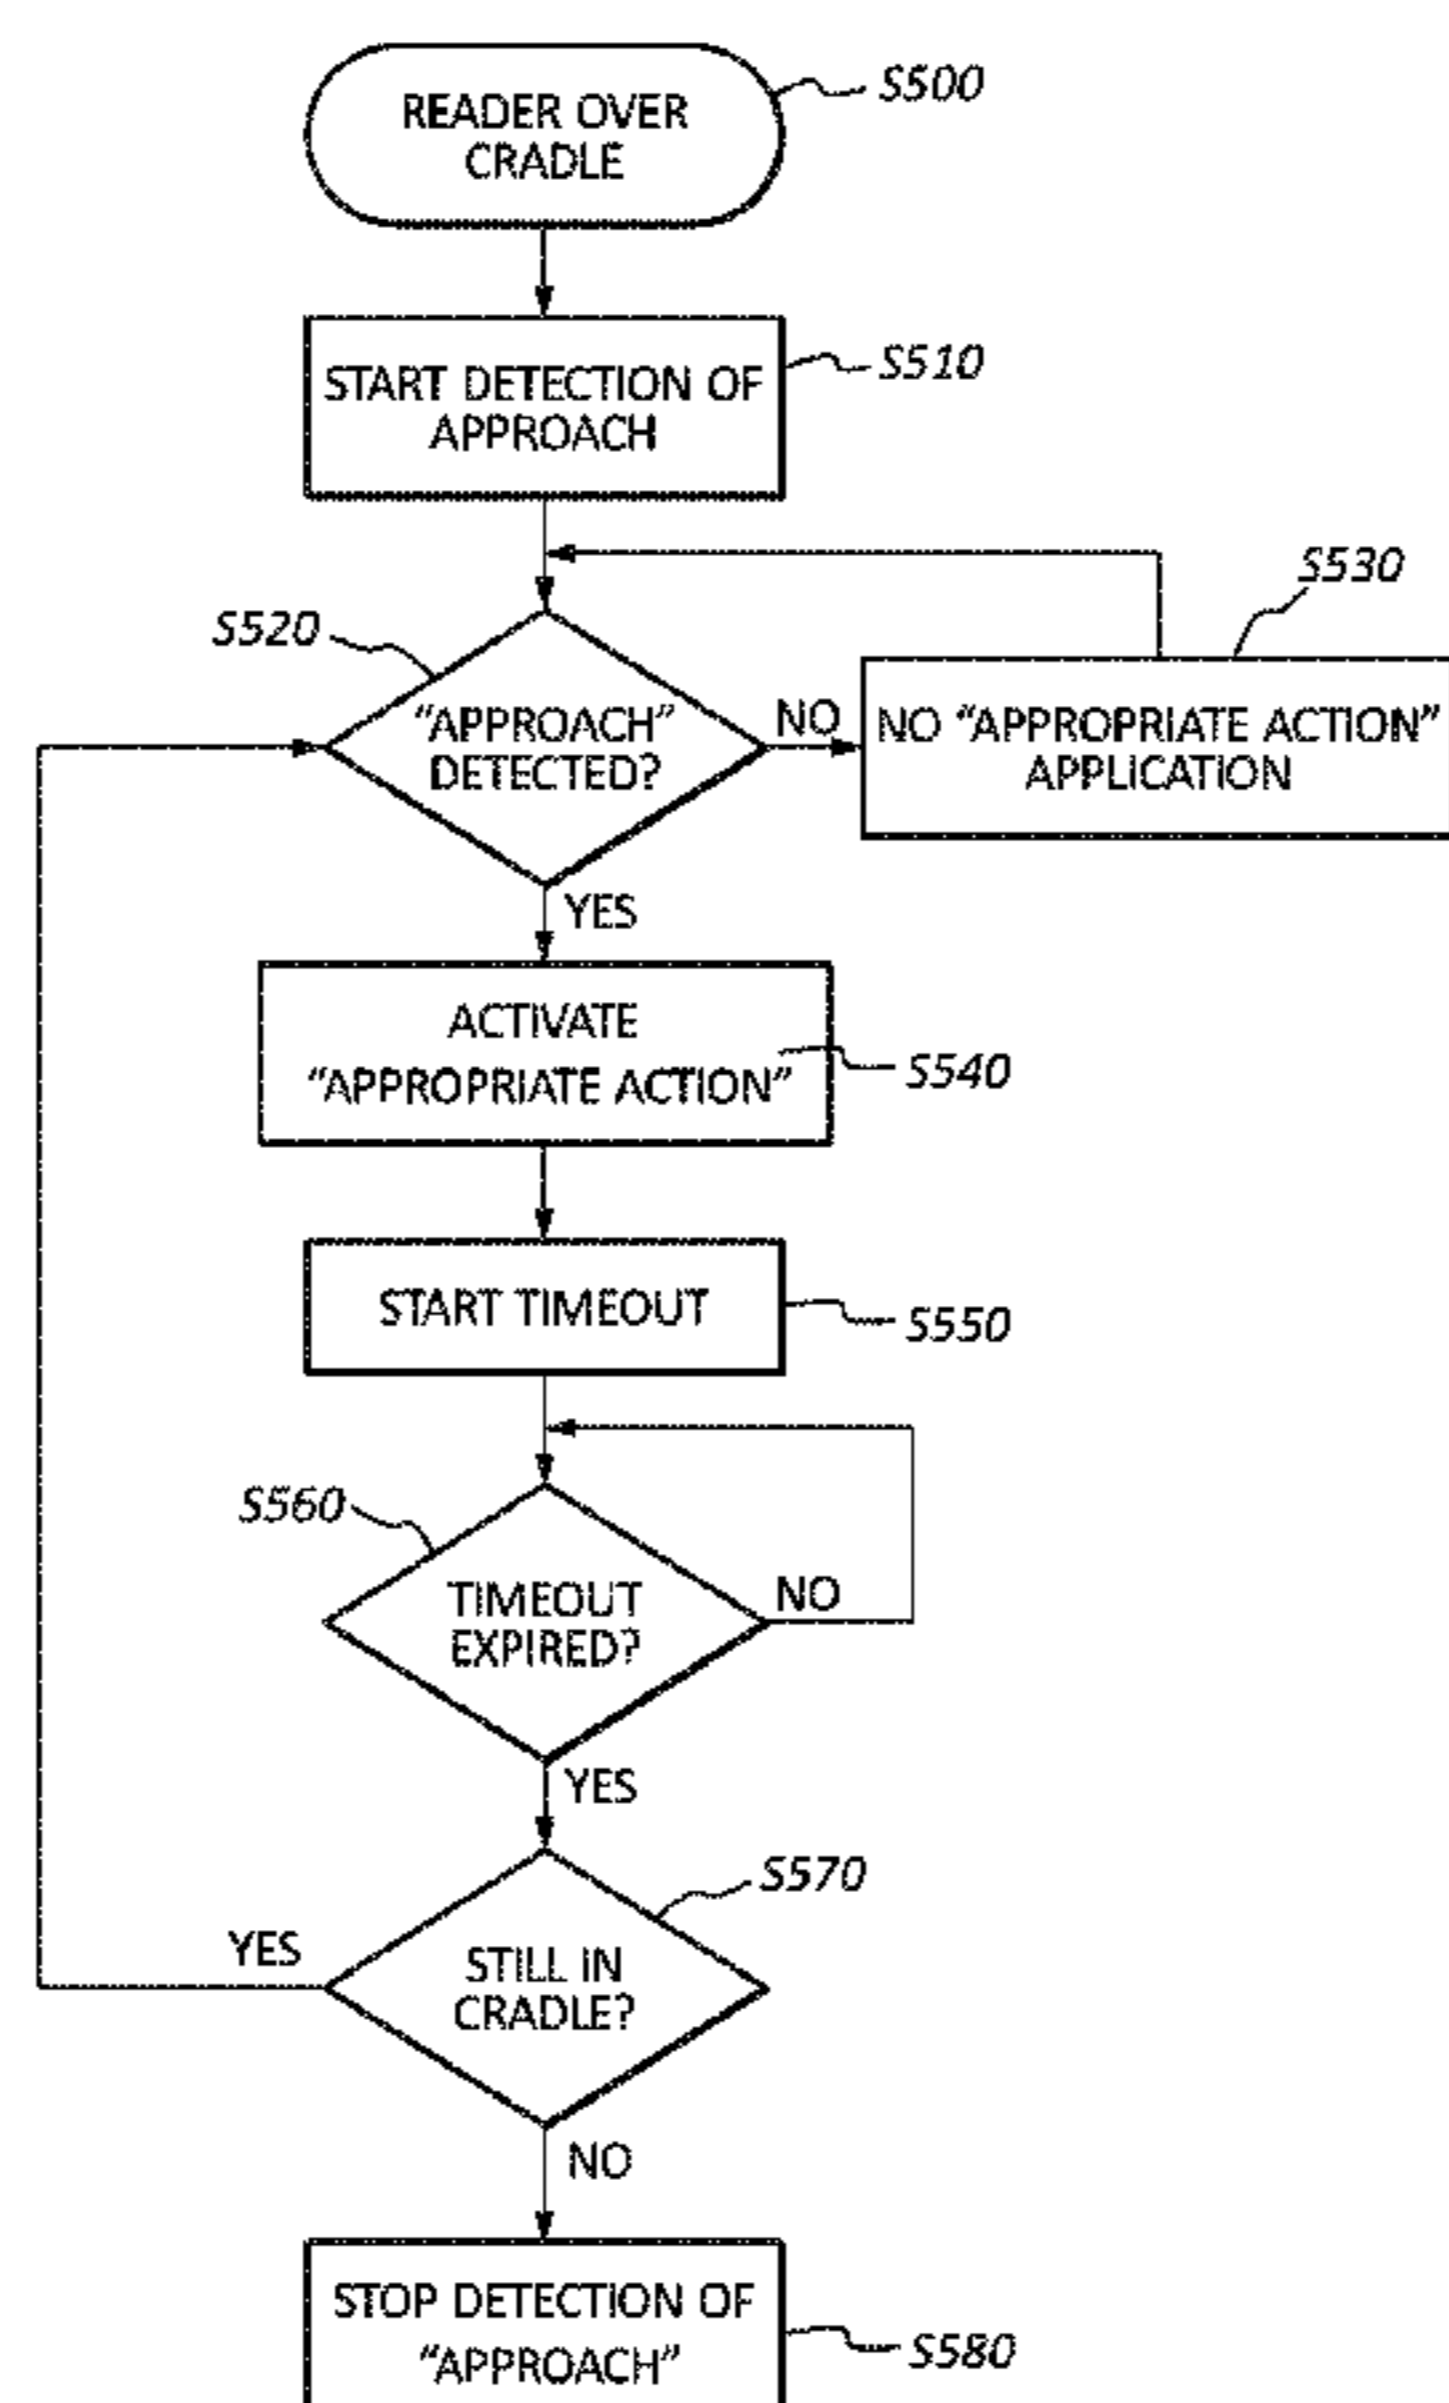 READER OVER
CRADLE
S500
START DETECTION OF
APPROACH
S510
S530
S520
“APPROACH”
DETECTED?
NO
NO “APPROPRIATE ACTION”
APPLICATION
YES
ACTIVATE
“APPROPRIATE ACTION”
S540
START TIMEOUT
S550
S560
TIMEOUT
EXPIRED?
NO
YES
S570
YES
STILL IN
CRADLE?
NO
STOP DETECTION OF
“APPROACH”
S580